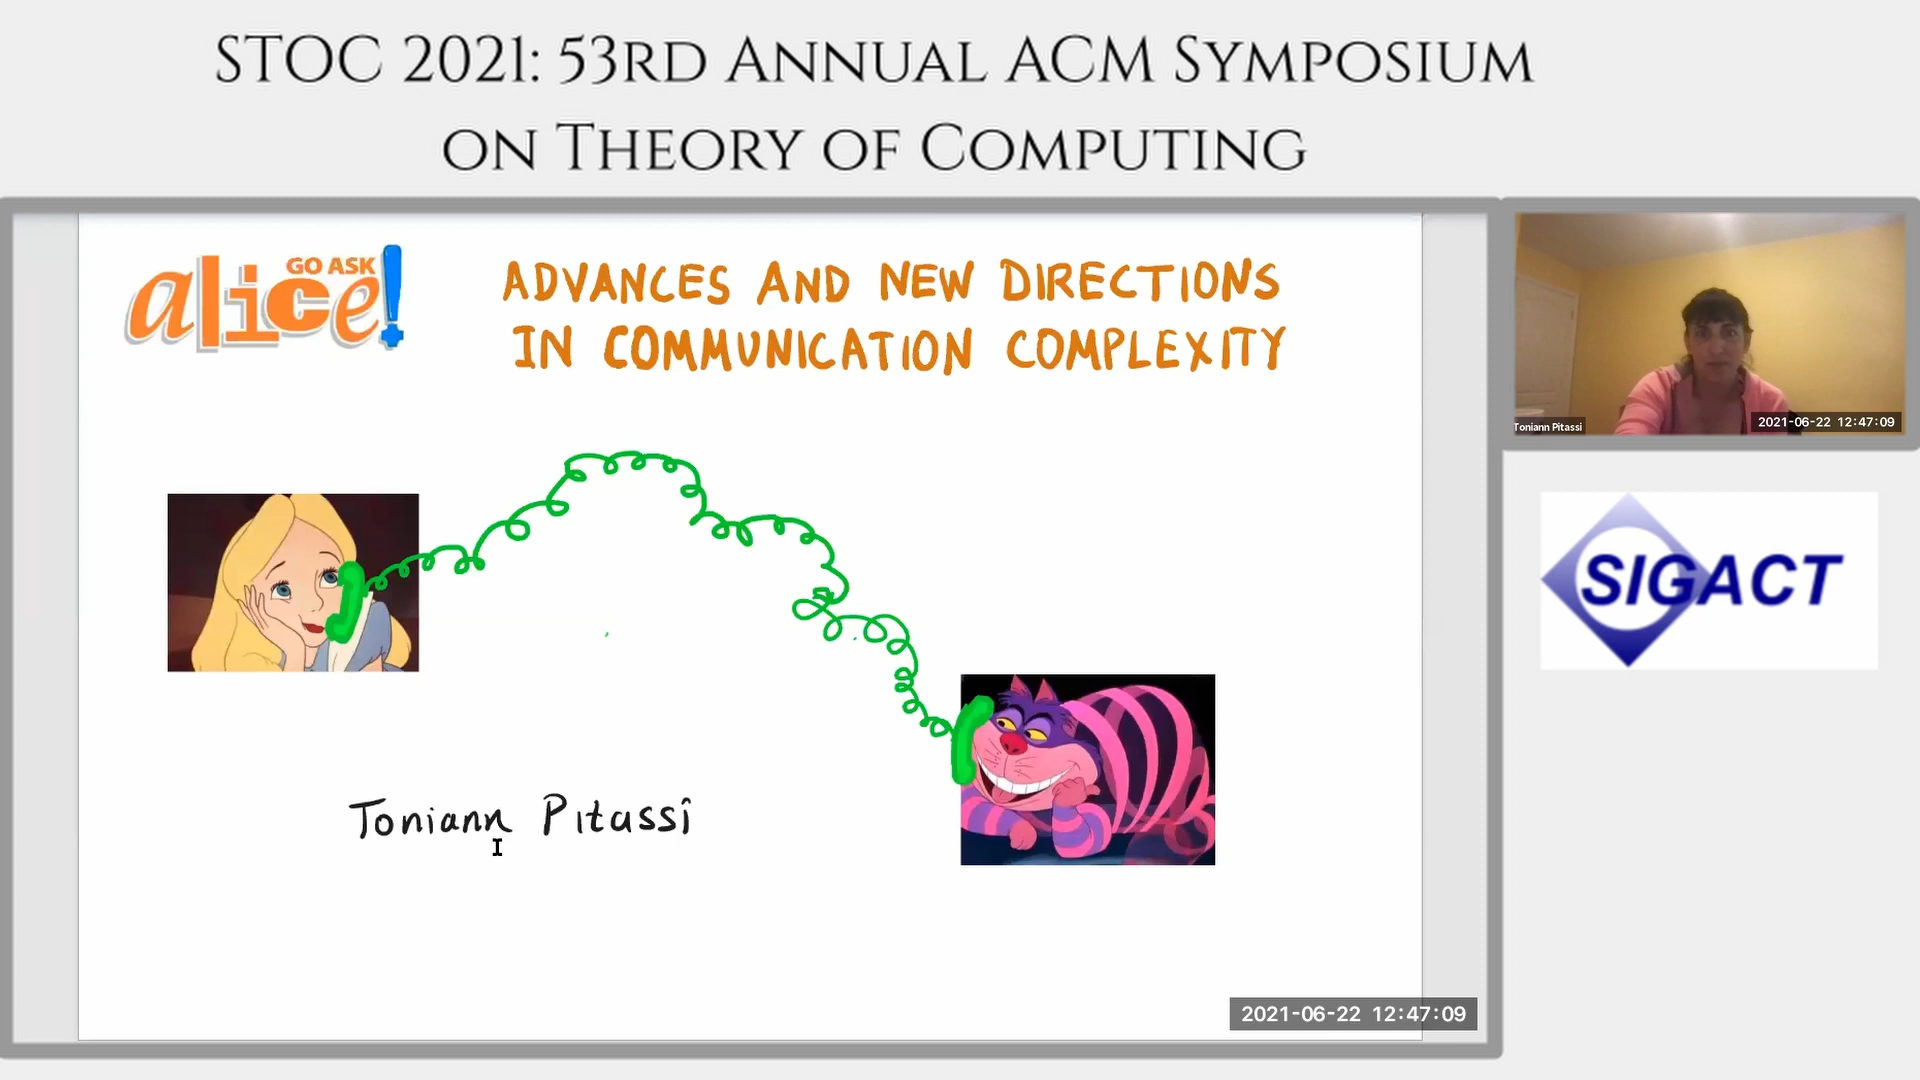 STOC 2021: 53RD ANNUAL ACM SYMPOSIUM
ON THEORY OF COMPUTING
GO ASK
alice!
ADVANCES AND NEW DIRECTIONS
IN COMMUNICATION COMPLEXITY
Toniann Pitassi
2021-06-22 12:47:09
Toniann Pitassi
2021-06-22 12:47:09
SIGACT